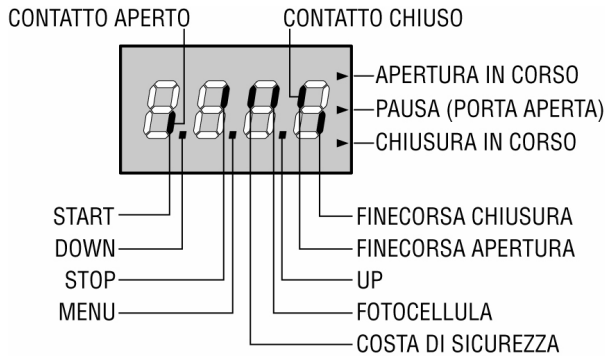 CONTATTO APERTO
CONTATTO CHIUSO
APERTURA IN CORSO
PAUSA (PORTA APERTA)
CHIUSURA IN CORSO
START
DOWN
STOP
MENU
FINECORSA CHIUSURA
FINECORSA APERTURA
UP
FOTOCELLULA
COSTA DI SICUREZZA